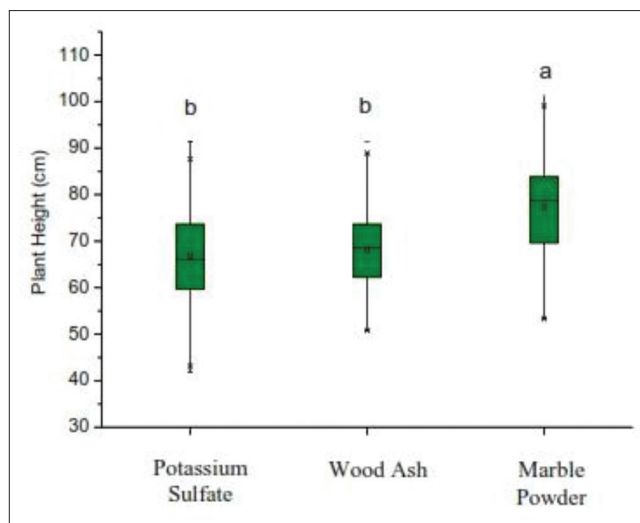 Plant Height (cm)
110
100
90
80
70
60
50
40
30
b
b
a
Potassium
Sulfate
Wood Ash
Marble
Powder